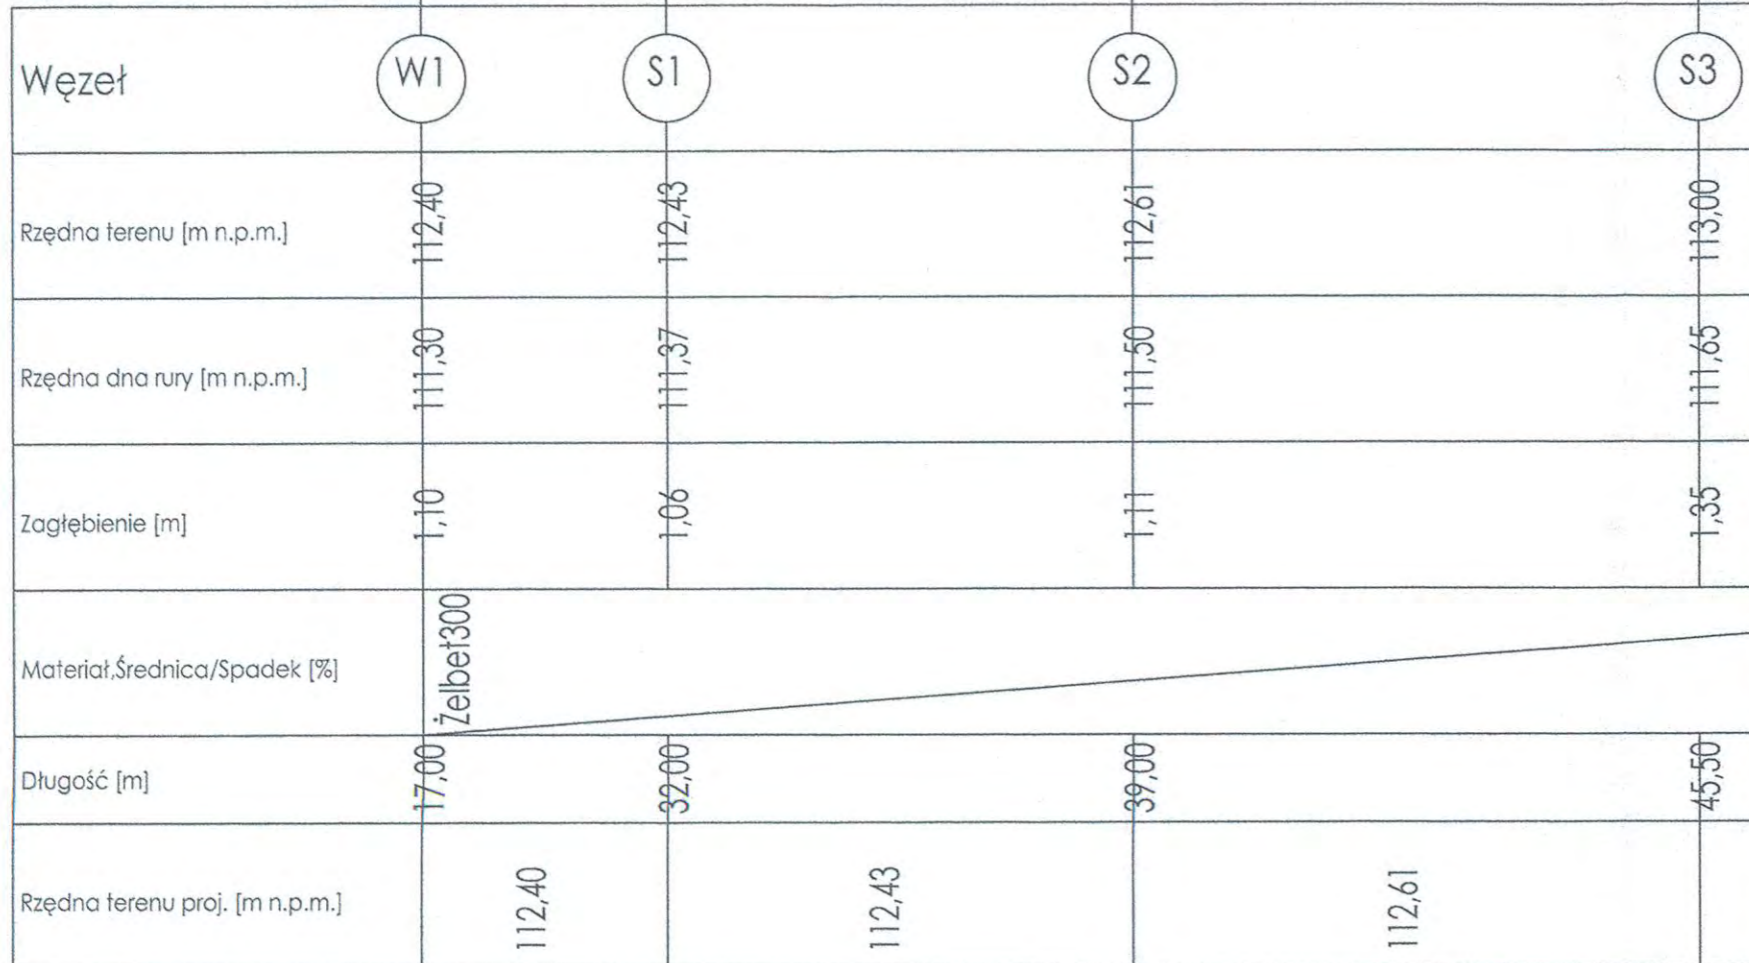 Węzeł W1 S1 S2 S3
Rzędna terenu [m n.p.m.] 112,40 112,43 112,61 113,00
Rzędna dna rury [m n.p.m.] 111,30 111,37 111,50 111,65
Zagłębienie [m] 1,10 1,06 1,11 1,35
Materiał,Średnica/Spadek [%] Żelbet300
Długość [m] 17,00 32,00 39,00 45,50
Rzędna terenu proj. [m n.p.m.] 112,40 112,43 112,61